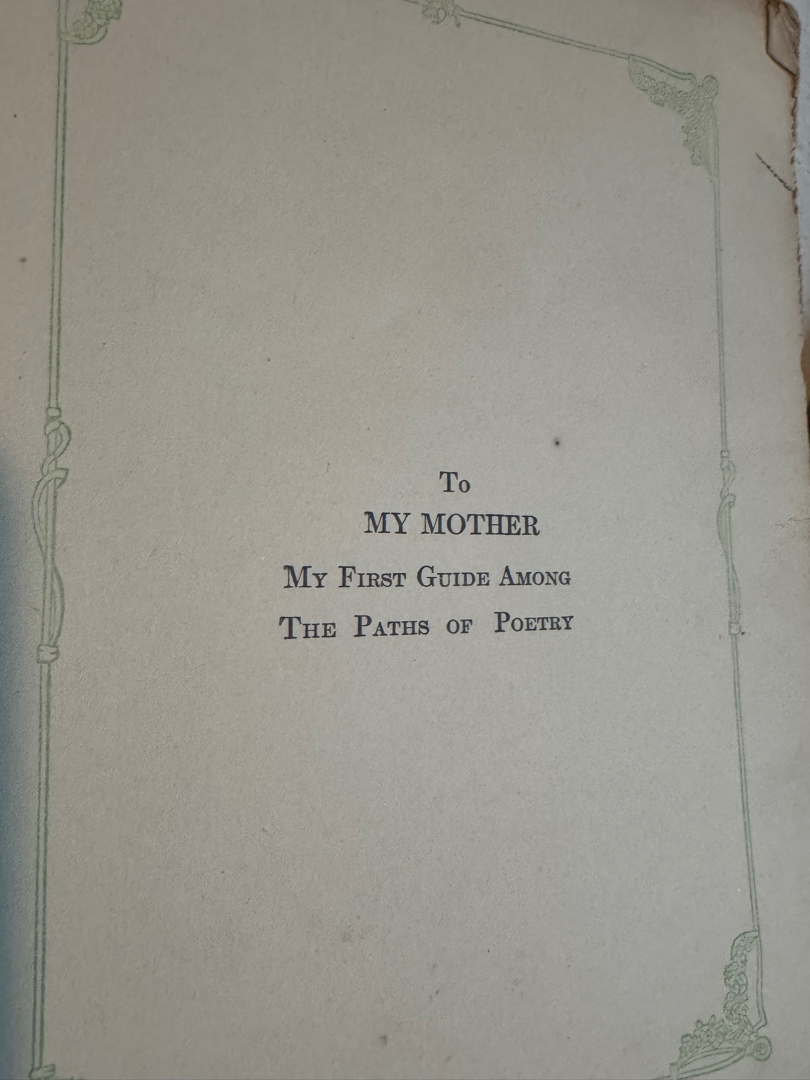 To
MY MOTHER
My First Guide Among
The Paths of Poetry